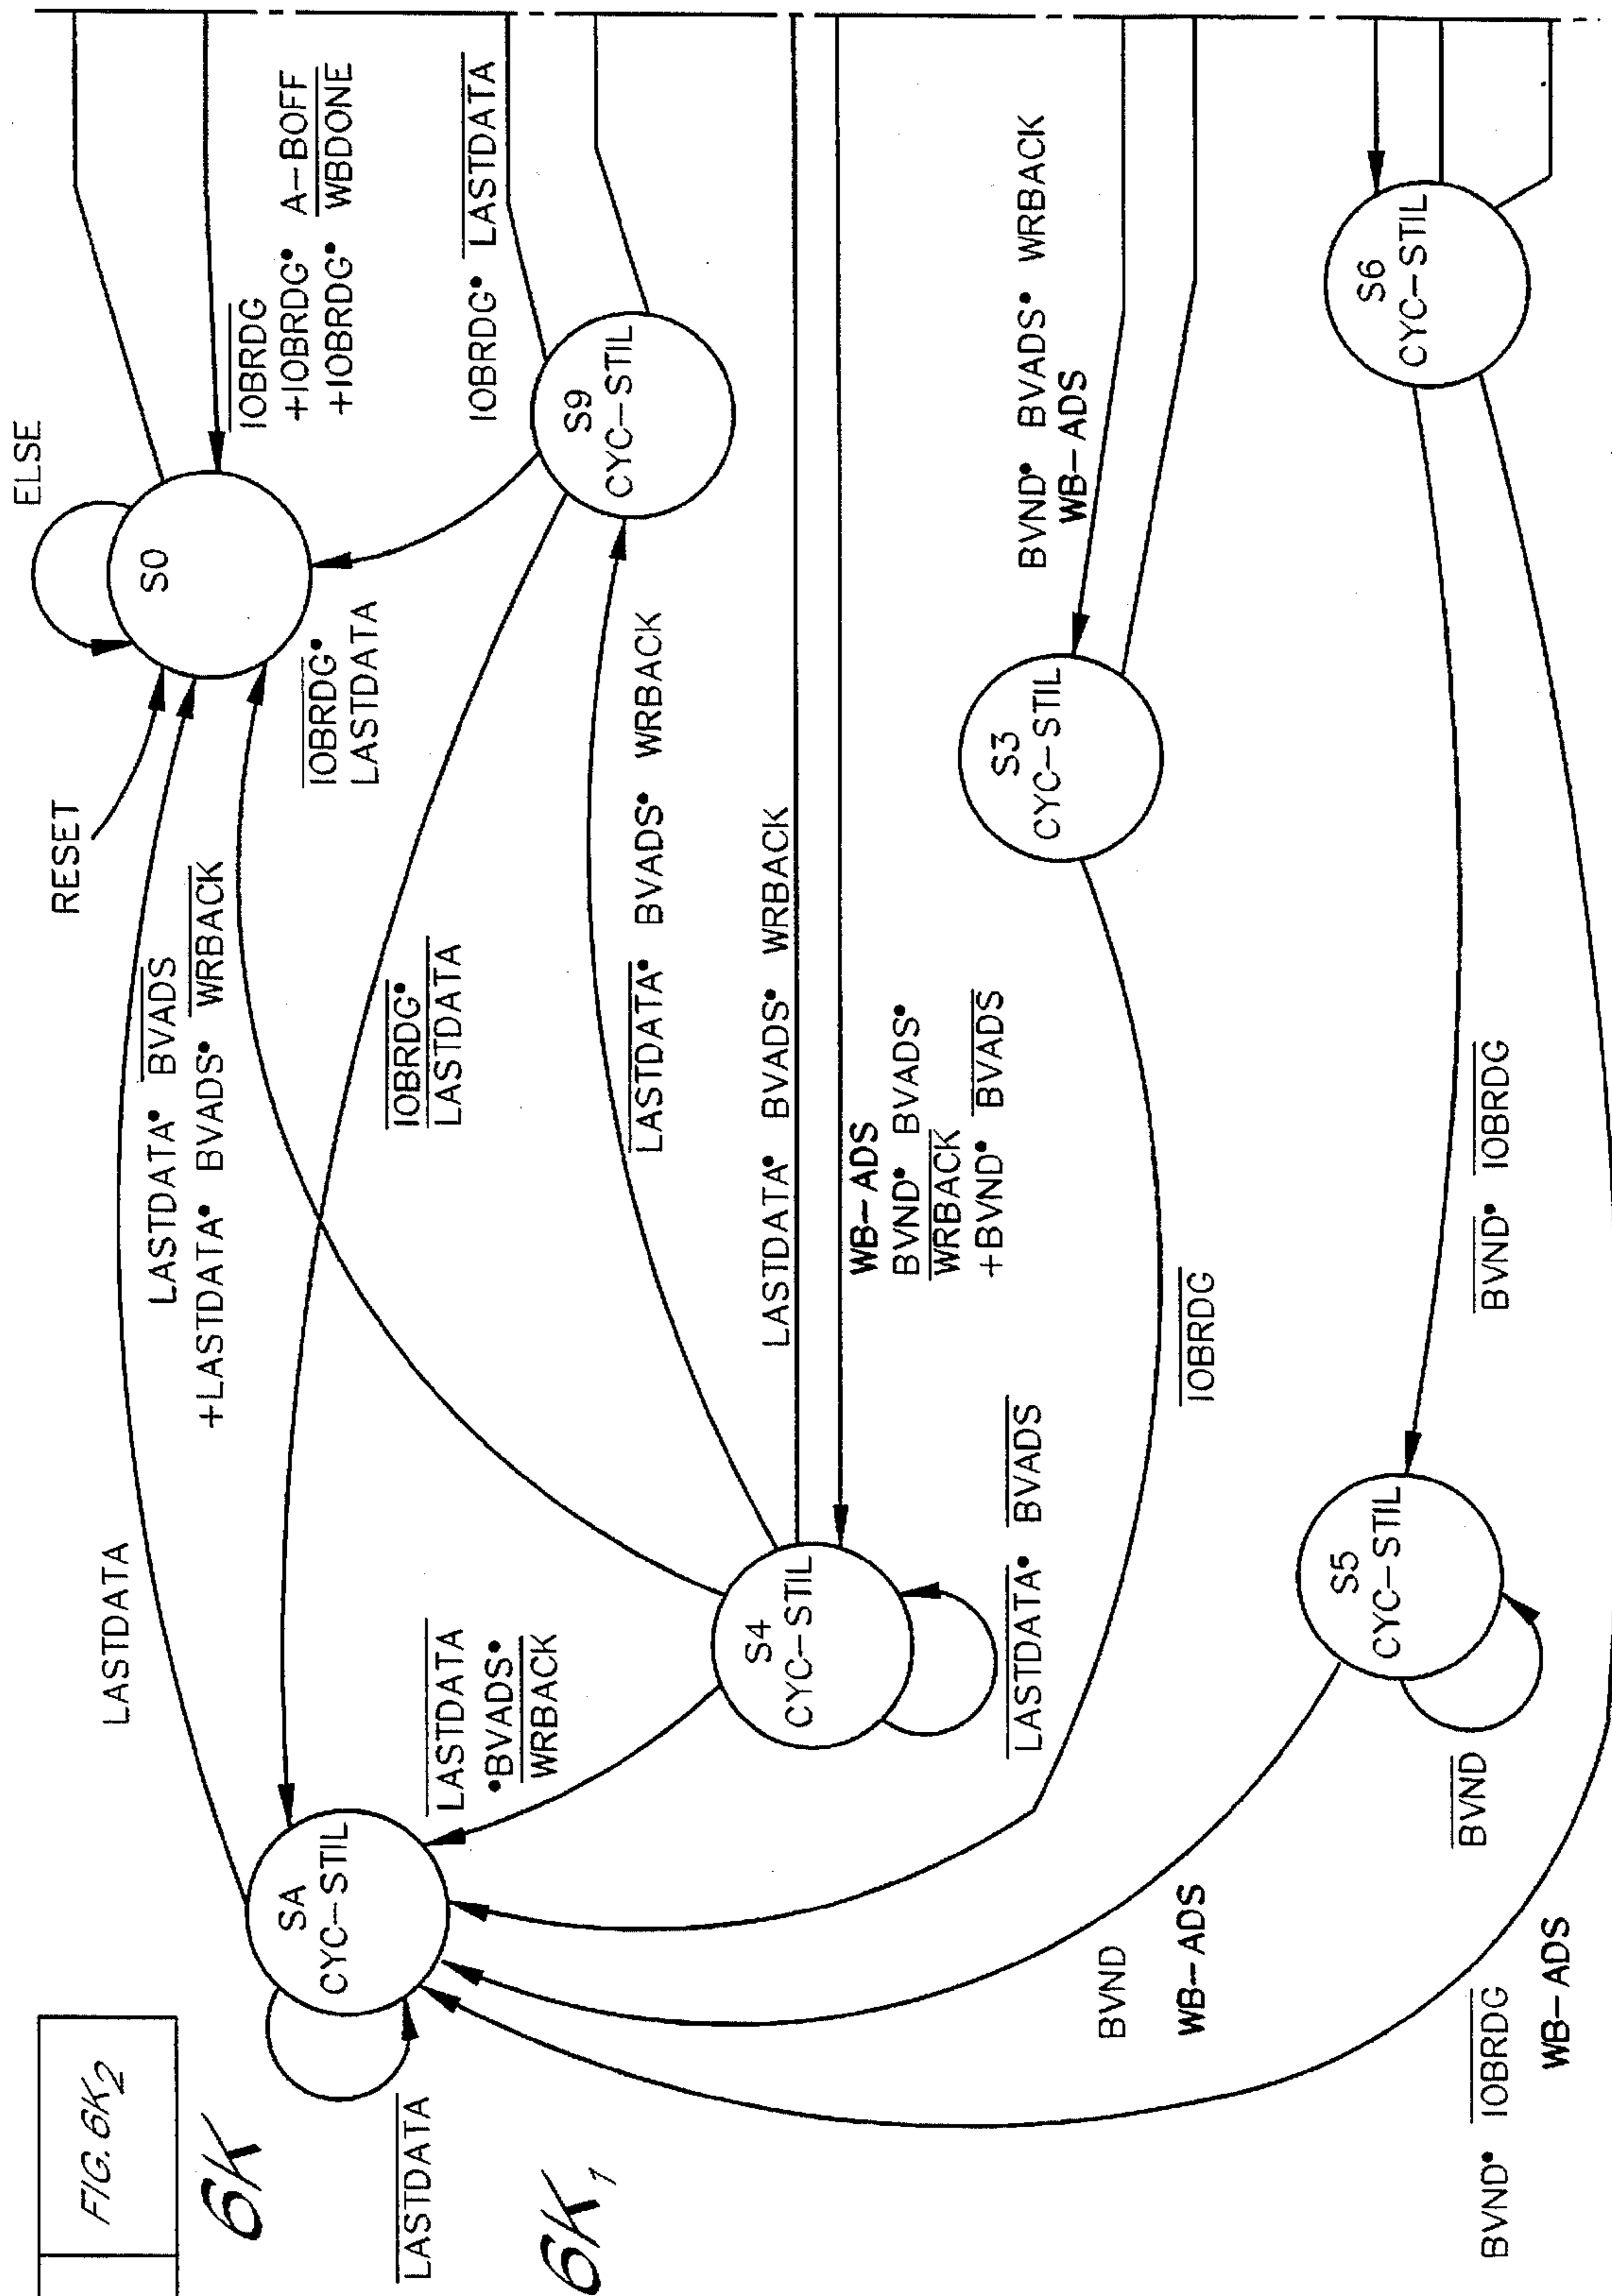 FIG. 6K2
6K
6K1
RESET
ELSE
S0
LASTDATA
LASTDATA• BVADS
+LASTDATA• BVADS• WRBACK
IOBRDG
+IOBRDG• A-BOFF
+IOBRDG• WBDONE
IOBRDG•
LASTDATA
IOBRDG• LASTDATA
SA
CYC-STIL
LASTDATA
IOBRDG•
LASTDATA
S9
CYC-STIL
LASTDATA
•BVADS•
WRBACK
LASTDATA• BVADS• WRBACK
S4
CYC-STIL
LASTDATA• BVADS• WRBACK
WB-ADS
BVND• BVADS•
WRBACK
+BVND• BVADS
LASTDATA• BVADS
S3
CYC-STIL
BVND• BVADS• WRBACK
WB-ADS
IOBRDG
BVND
WB-ADS
S5
CYC-STIL
BVND
BVND• IOBRDG
S6
CYC-STIL
BVND• IOBRDG
WB-ADS